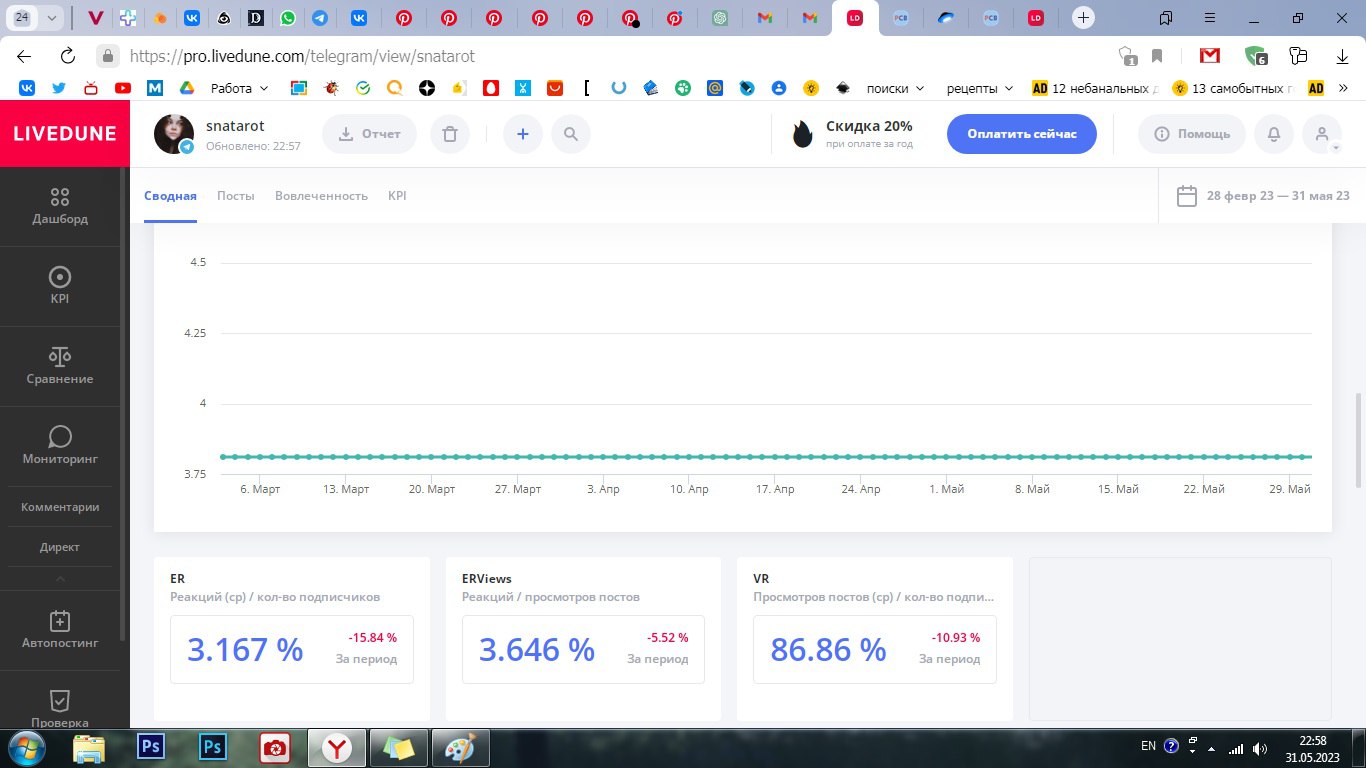 24
https://pro.livedune.com/telegram/view/snatarot
1
6
Работа
поиски
рецепты
AD 12 небанальных
13 самобытных
AD
»
LIVEDUNE
snatarot
Обновлено: 22:57
Отчет
Скидка 20%
при оплате за год
Оплатить сейчас
Помощь
Сводная
Посты
Вовлеченность
KPI
28 февр 23 — 31 мая 23
Дашборд
KPI
Сравнение
Мониторинг
Комментарии
Директ
Автопостинг
Проверка
4.5
4.25
4
3.75
6. Март
13. Март
20. Март
27. Март
3. Апр
10. Апр
17. Апр
24. Апр
1. Май
8. Май
15. Май
22. Май
29. Май
ER
Реакций (ср) / кол-во подписчиков
3.167 %
-15.84 %
За период
ERViews
Реакций / просмотров постов
3.646 %
-5.52 %
За период
VR
Просмотров постов (ср) / кол-во подпи...
86.86 %
-10.93 %
За период
Ps
Ps
EN
22:58
31.05.2023